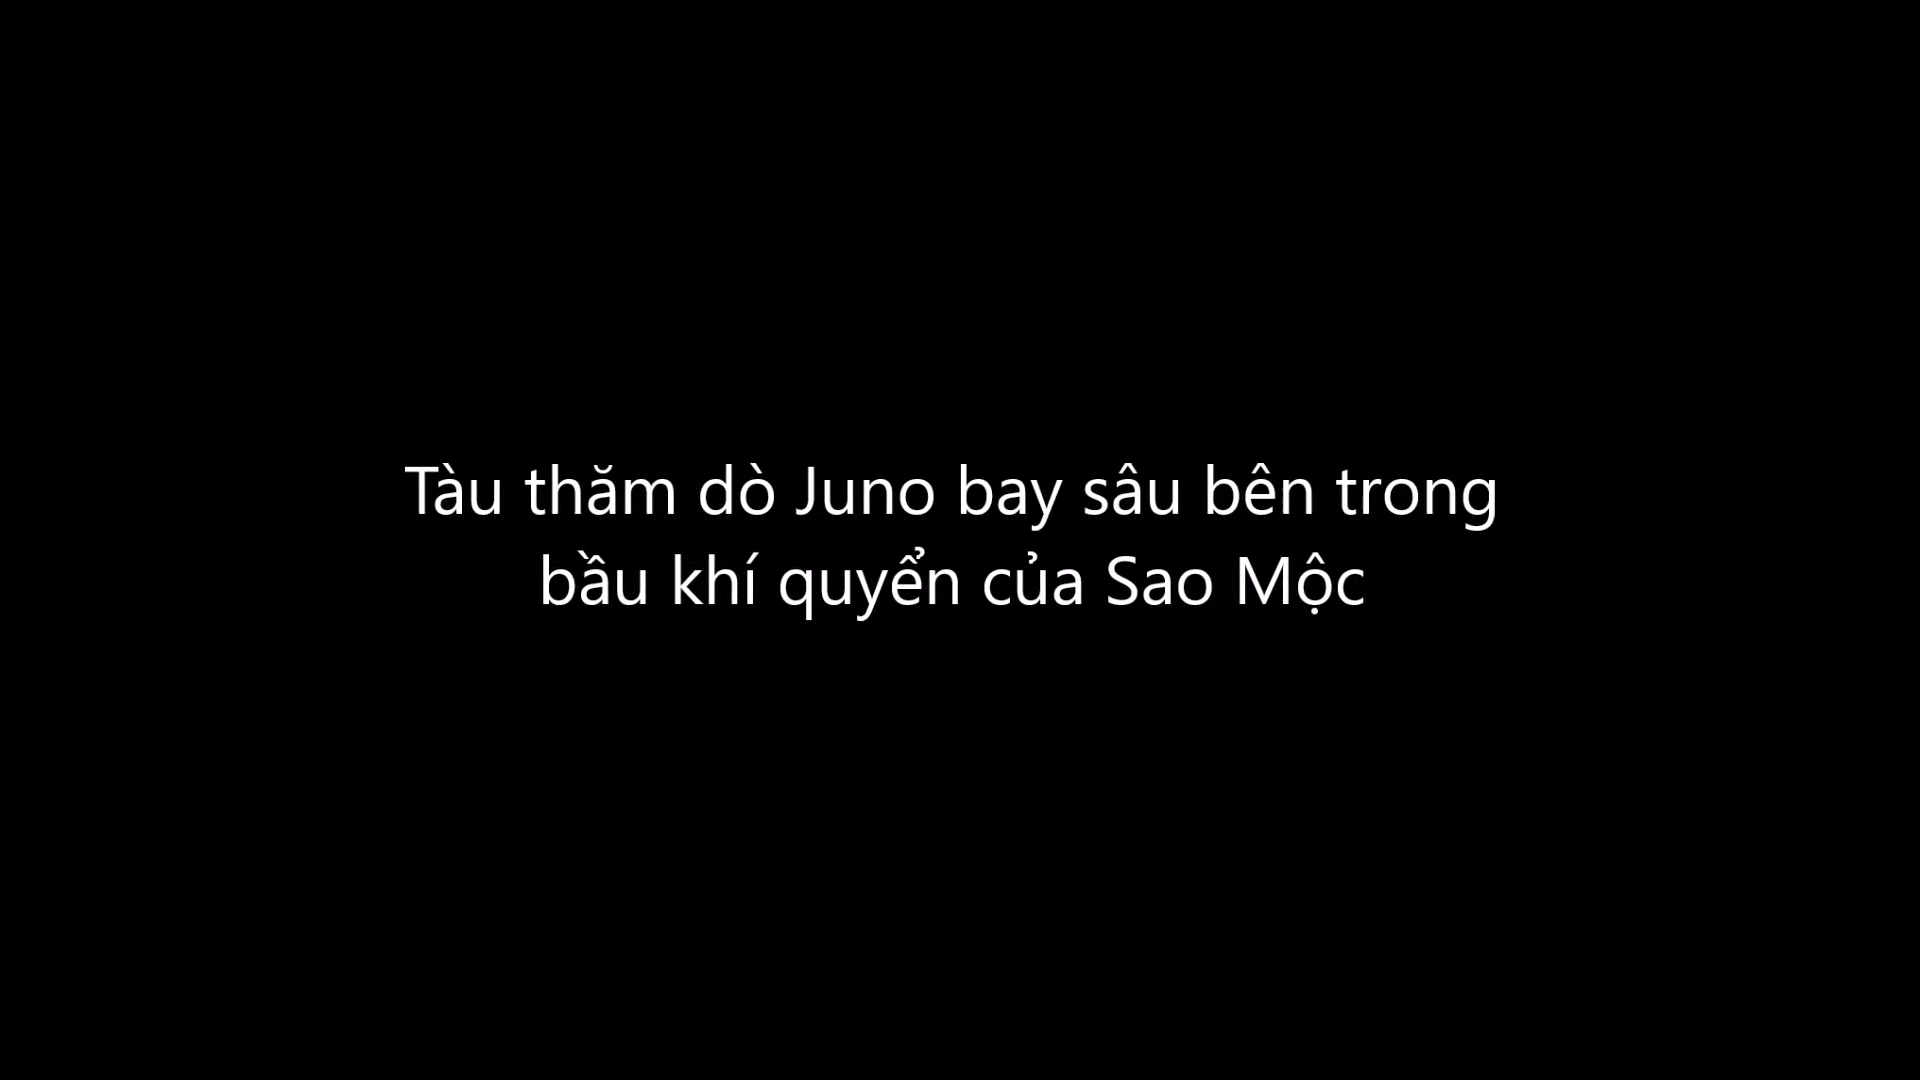 Tàu thăm dò Juno bay sâu bên trong
bầu khí quyển của Sao Mộc